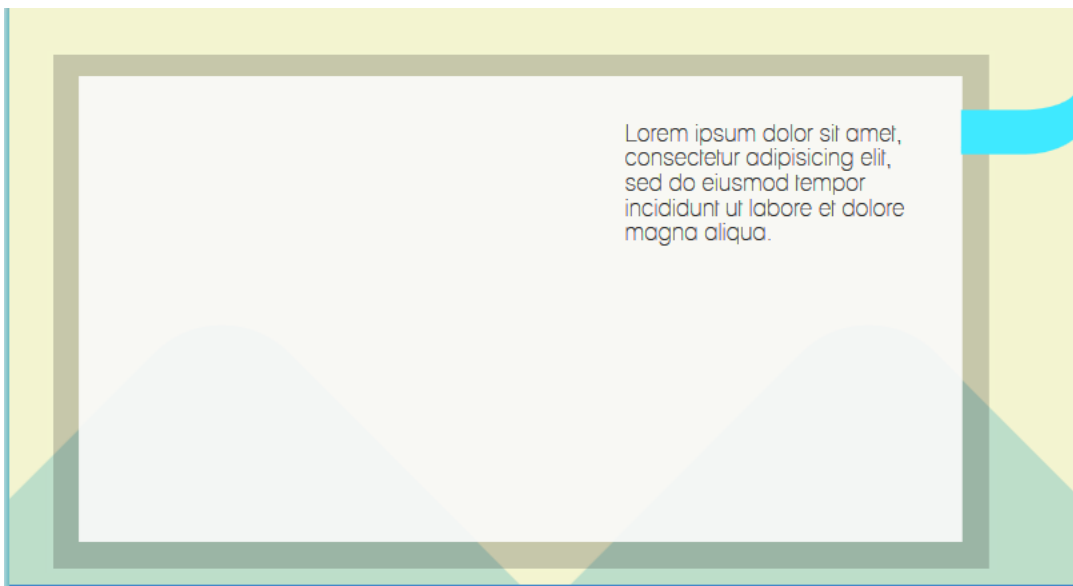 Lorem ipsum dolor sit amet,
consectetur adipisicing elit,
sed do eiusmod tempor
incididunt ut labore et dolore
magna aliqua.